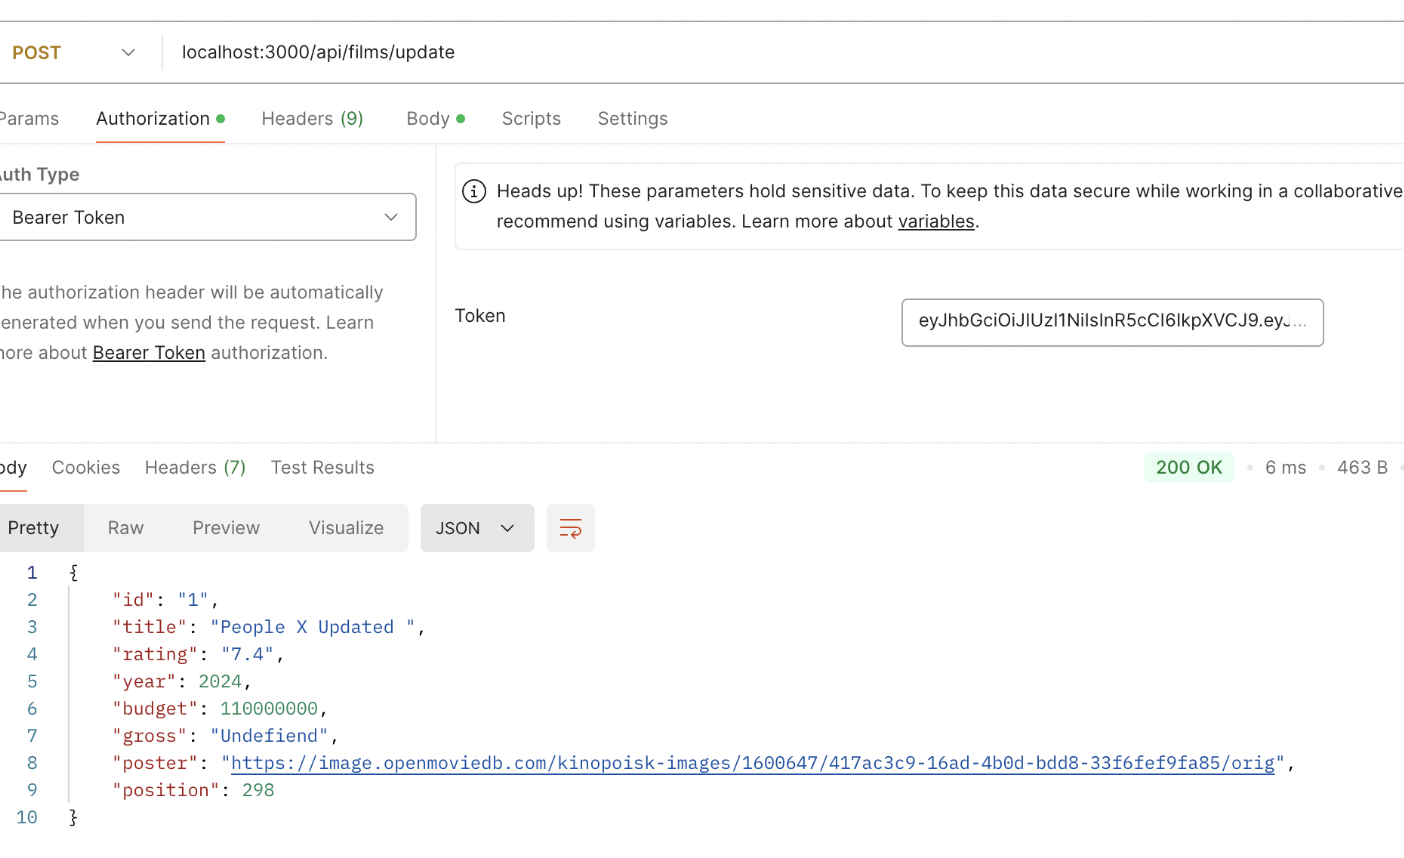 POST localhost:3000/api/films/update
Params Authorization Headers (9) Body Scripts Settings
Auth Type
Bearer Token
Heads up! These parameters hold sensitive data. To keep this data secure while working in a collaborative
recommend using variables. Learn more about variables.
he authorization header will be automatically
enerated when you send the request. Learn
more about Bearer Token authorization.
Token
eyJhbGciOiJIUzI1NiIsInR5cCI6IkpXVCJ9.eyJ...
ody Cookies Headers (7) Test Results 200 OK 6 ms 463 B
Pretty Raw Preview Visualize JSON
1 {
2 "id": "1",
3 "title": "People X Updated ",
4 "rating": "7.4",
5 "year": 2024,
6 "budget": 110000000,
7 "gross": "Undefiend",
8 "poster": "https://image.openmoviedb.com/kinopoisk-images/1600647/417ac3c9-16ad-4b0d-bdd8-33f6fef9fa85/orig",
9 "position": 298
10 }